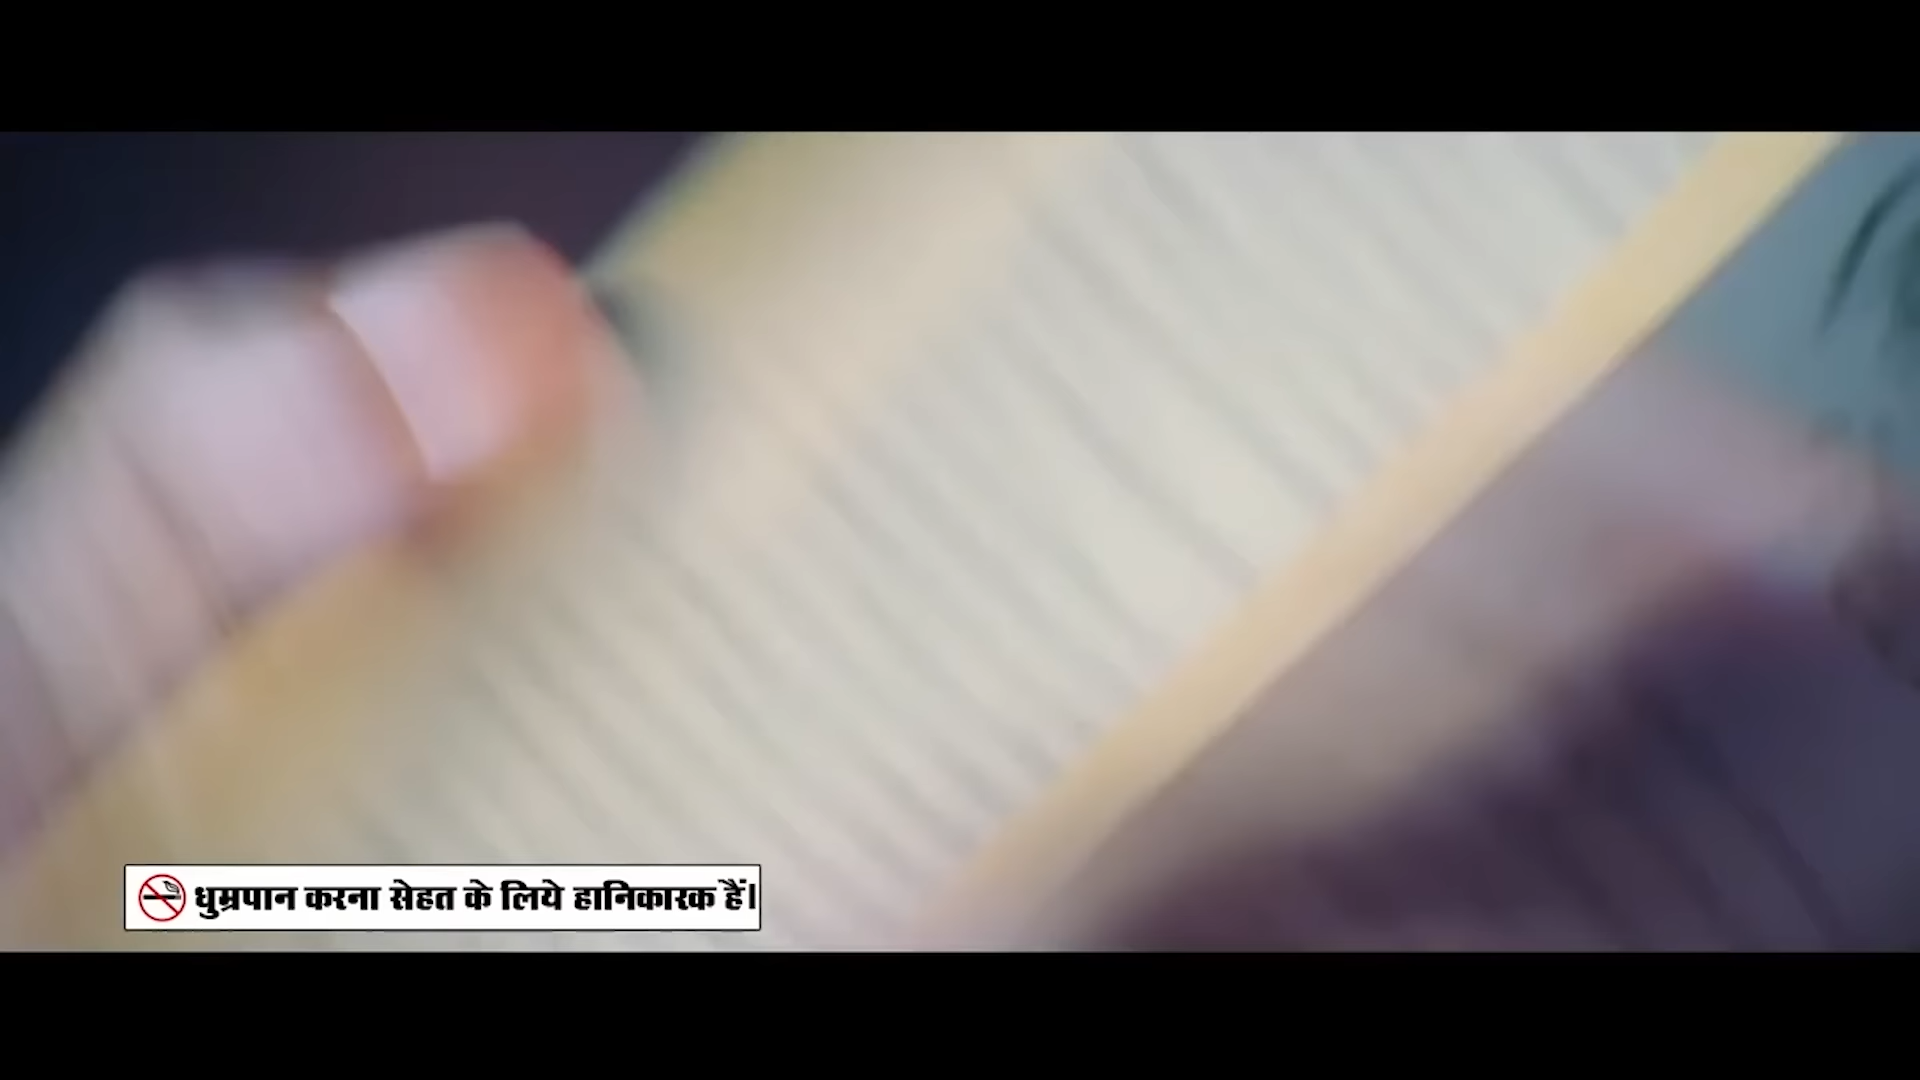 धुम्रपान करना सेहत के लिये हानिकारक हैं।